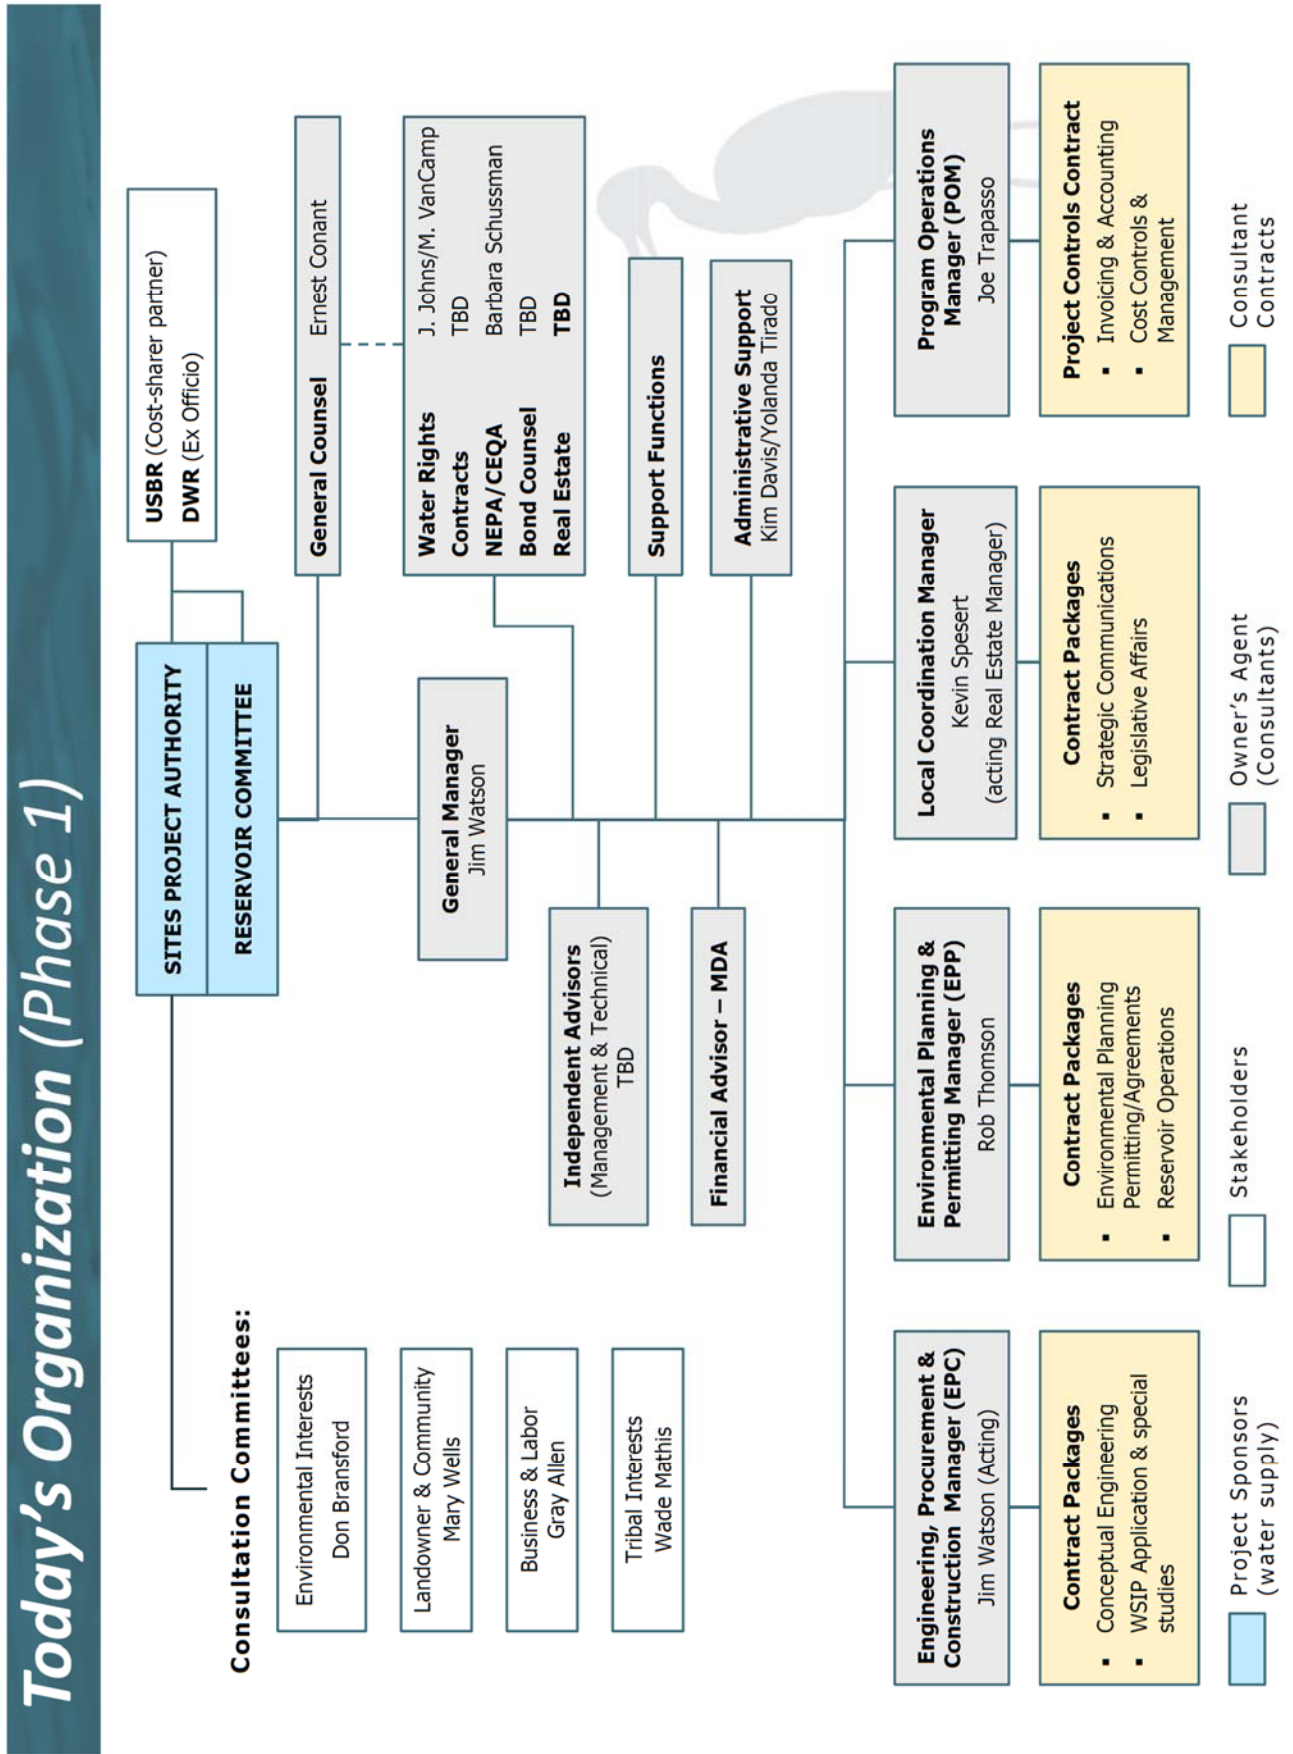 Today's Organization (Phase 1)
SITES PROJECT AUTHORITY
RESERVOIR COMMITTEE
USBR (Cost-sharer partner)
DWR (Ex Officio)
Consultation Committees:
Environmental Interests
Don Bransford
Landowner & Community
Mary Wells
Business & Labor
Gray Allen
Tribal Interests
Wade Mathis
General Counsel Ernest Conant
General Manager
Jim Watson
Water Rights J. Johns/M. VanCamp
Contracts TBD
NEPA/CEQA Barbara Schussman
Bond Counsel TBD
Real Estate TBD
Independent Advisors
(Management & Technical)
TBD
Support Functions
Financial Advisor – MDA
Administrative Support
Kim Davis/Yolanda Tirado
Engineering, Procurement &
Construction Manager (EPC)
Jim Watson (Acting)
Contract Packages
▪ Conceptual Engineering
▪ WSIP Application & special
studies
Environmental Planning &
Permitting Manager (EPP)
Rob Thomson
Contract Packages
▪ Environmental Planning
Permitting/Agreements
▪ Reservoir Operations
Local Coordination Manager
Kevin Spesert
(acting Real Estate Manager)
Contract Packages
▪ Strategic Communications
▪ Legislative Affairs
Program Operations
Manager (POM)
Joe Trapasso
Project Controls Contract
▪ Invoicing & Accounting
▪ Cost Controls &
Management
Project Sponsors
(water supply)
Stakeholders
Owner's Agent
(Consultants)
Consultant
Contracts